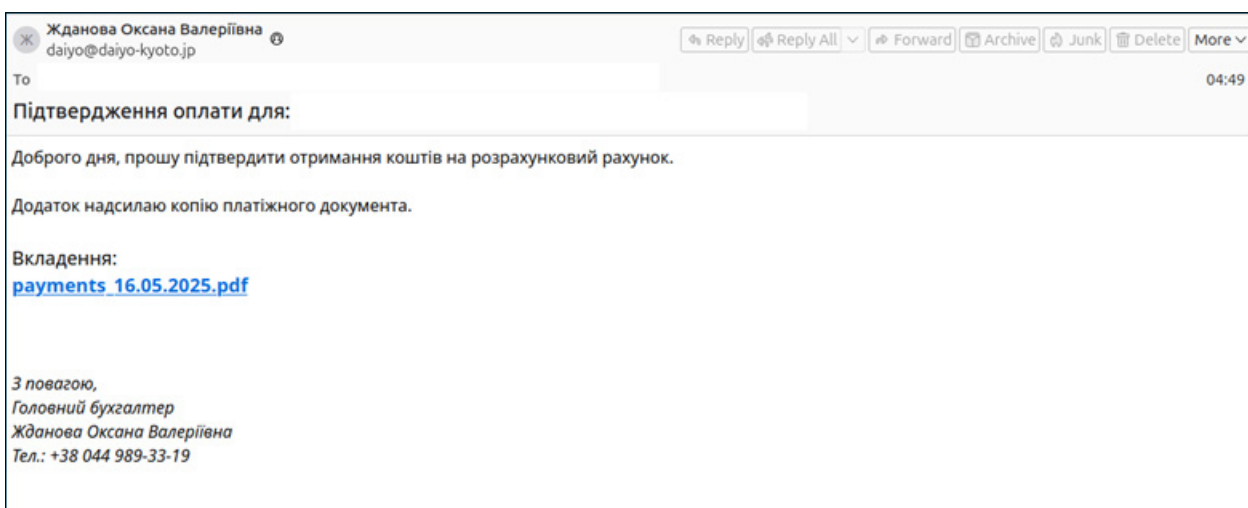 Ж
Жданова Оксана Валеріївна
daiyo@daiyo-kyoto.jp
Reply Reply All Forward Archive Junk Delete More
To
04:49
Підтвердження оплати для:
Доброго дня, прошу підтвердити отримання коштів на розрахунковий рахунок.
Додаток надсилаю копію платіжного документа.
Вкладення:
payments_16.05.2025.pdf
З повагою,
Головний бухгалтер
Жданова Оксана Валеріївна
Тел.: +38 044 989-33-19